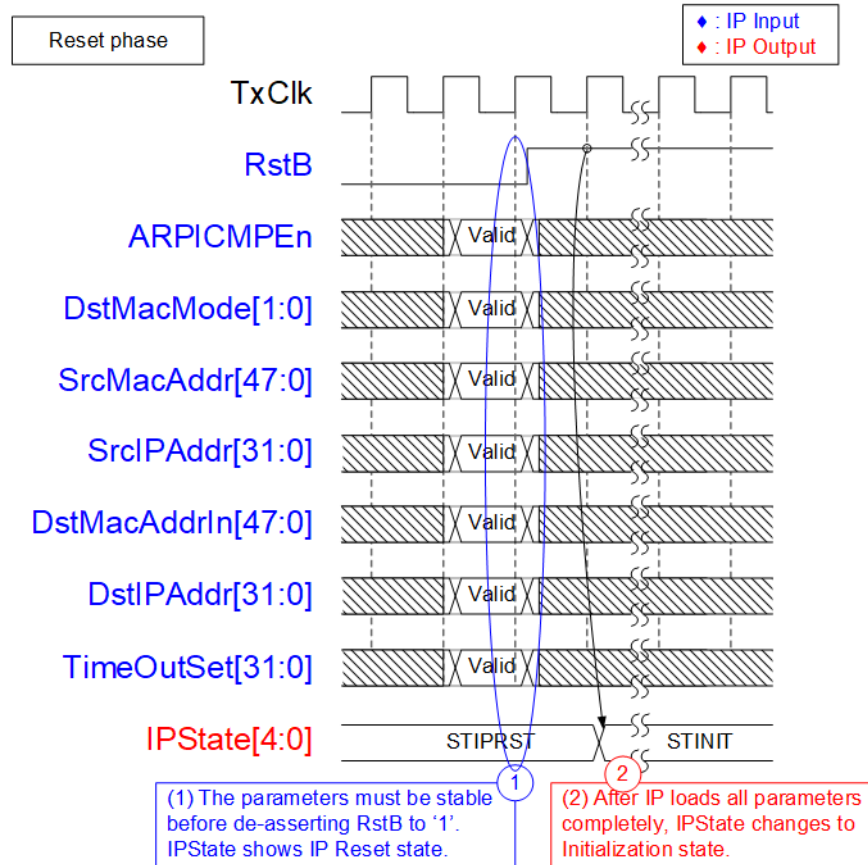 Reset phase
♦ : IP Input
♦ : IP Output
TxClk
RstB
ARPICMPEn
Valid
DstMacMode[1:0]
Valid
SrcMacAddr[47:0]
Valid
SrcIPAddr[31:0]
Valid
DstMacAddrIn[47:0]
Valid
DstIPAddr[31:0]
Valid
TimeOutSet[31:0]
Valid
IPState[4:0]
STIPRST
STINIT
1
2
(1) The parameters must be stable
before de-asserting RstB to ‘1’.
IPState shows IP Reset state.
(2) After IP loads all parameters
completely, IPState changes to
Initialization state.